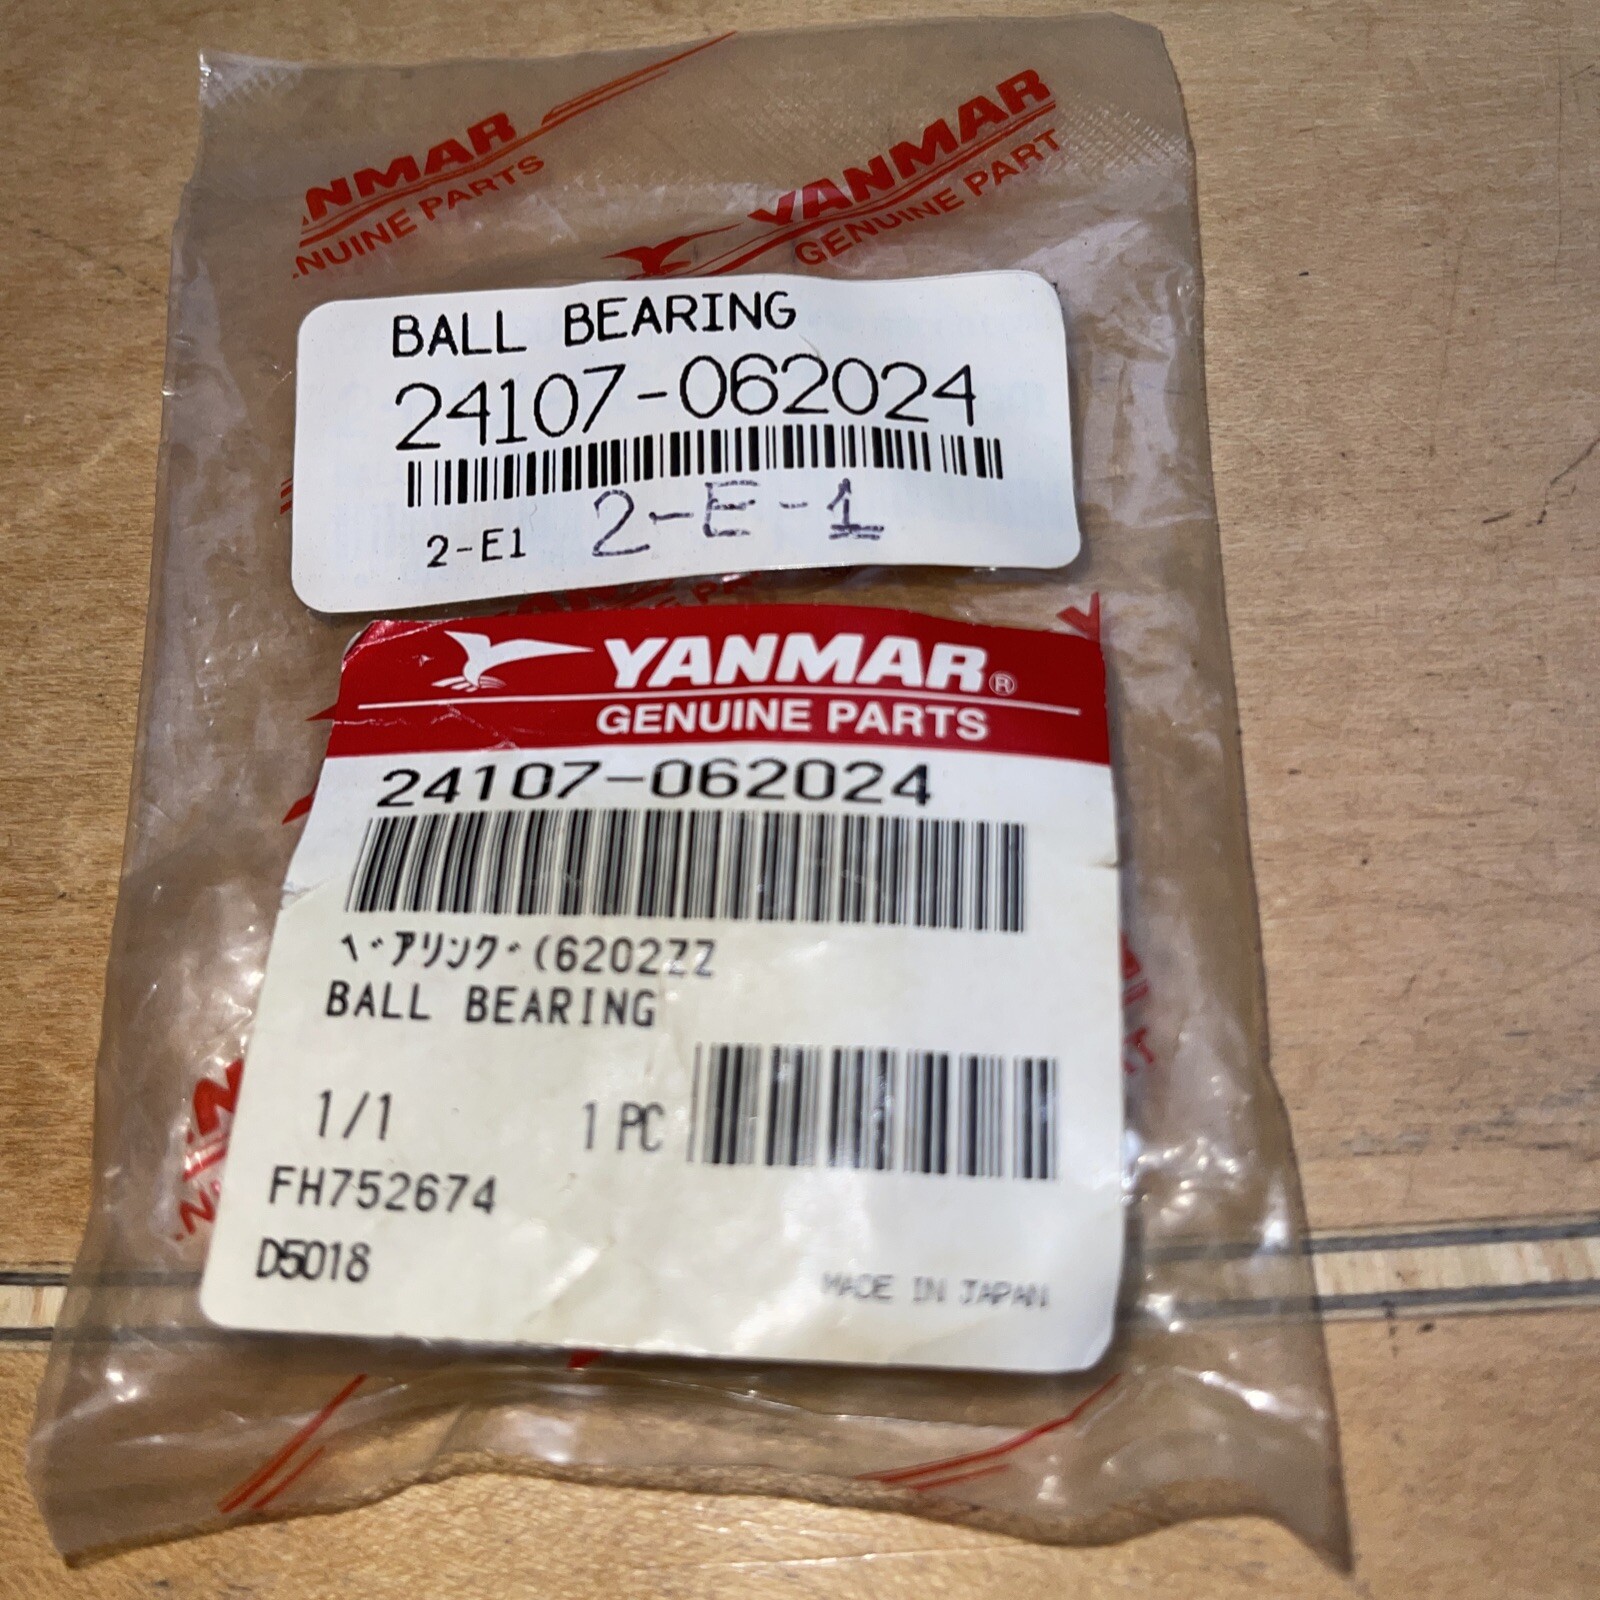 YANMAR
PARTS
YANMAR
GENUINE PART
BALL BEARING
24107-062024
2-E1 2-E-1
YANMAR®
GENUINE PARTS
24107-062024
ベアリング(6202ZZ
BALL BEARING
1/1 1 PC
FH752674
D5018
MADE IN JAPAN